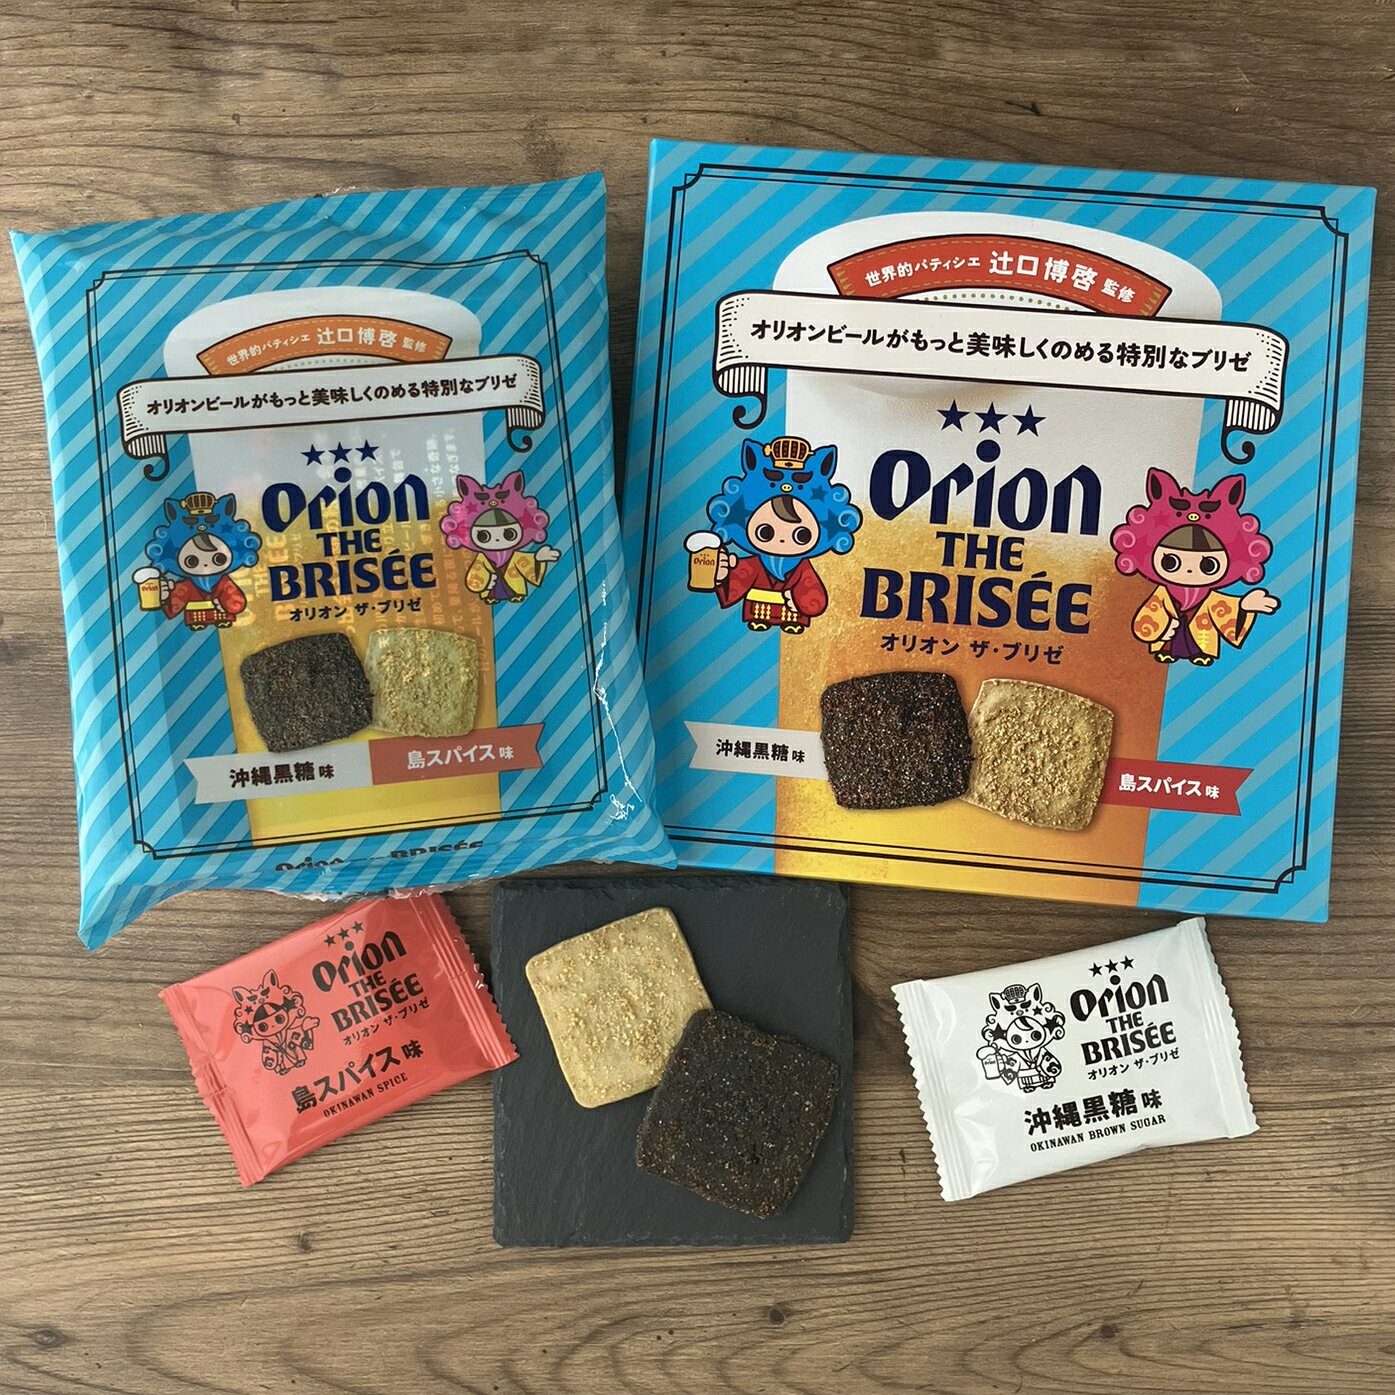 世界的パティシエ 辻口博啓 監修
オリオンビールがもっと美味しくのめる特別なブリゼ
Orion
THE
BRISÉE
オリオン ザ・ブリゼ
Orion
沖縄黒糖味
島スパイス味
Orion BRISÉE
世界的パティシエ 辻口博啓 監修
オリオンビールがもっと美味しくのめる特別なブリゼ
Orion
THE
BRISÉE
オリオン ザ・ブリゼ
Orion
沖縄黒糖味
島スパイス味
Orion
THE
BRISÉE
オリオン ザ・ブリゼ
島スパイス味
OKINAWAN SPICE
Orion
THE
BRISÉE
オリオン ザ・ブリゼ
沖縄黒糖味
OKINAWAN BROWN SUGAR